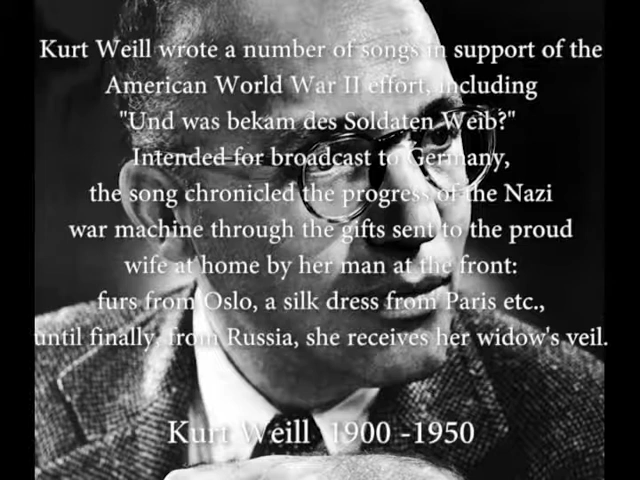 Kurt Weill wrote a number of songs in support of the
American World War II effort, including
"Und was bekam des Soldaten Weib?"
Intended for broadcast to Germany,
the song chronicled the progress of the Nazi
war machine through the gifts sent to the proud
wife at home by her man at the front:
furs from Oslo, a silk dress from Paris etc.,
until finally, from Russia, she receives her widow's veil.
Kurt Weill 1900 -1950